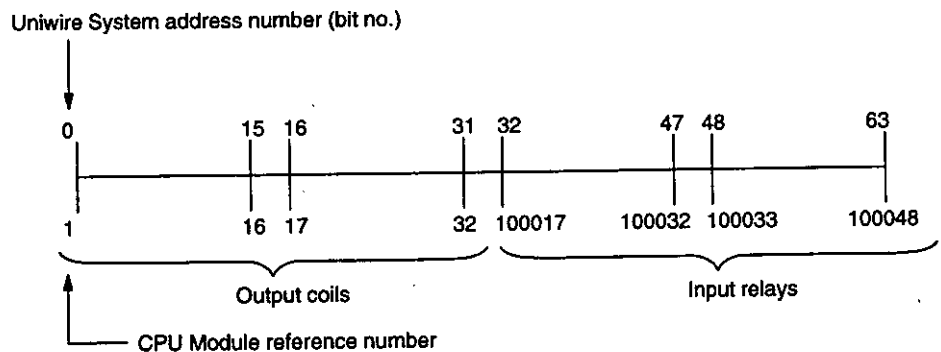 Uniwire System address number (bit no.)
0 15 16 31 32 47 48 63
1 16 17 32 100017 100032 100033 100048
Output coils Input relays
CPU Module reference number